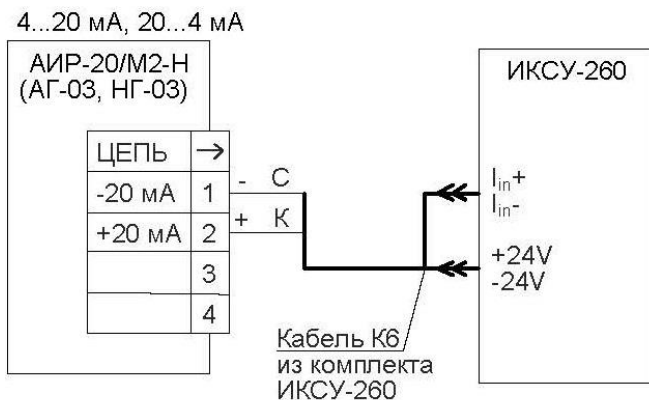 4...20 мА, 20...4 мА
АИР-20/М2-Н
(АГ-03, НГ-03)
ИКСУ-260
ЦЕПЬ →
-20 мА 1 - С
+20 мА 2 + К
3
4
Iin+
Iin-
+24V
-24V
Кабель К6
из комплекта
ИКСУ-260